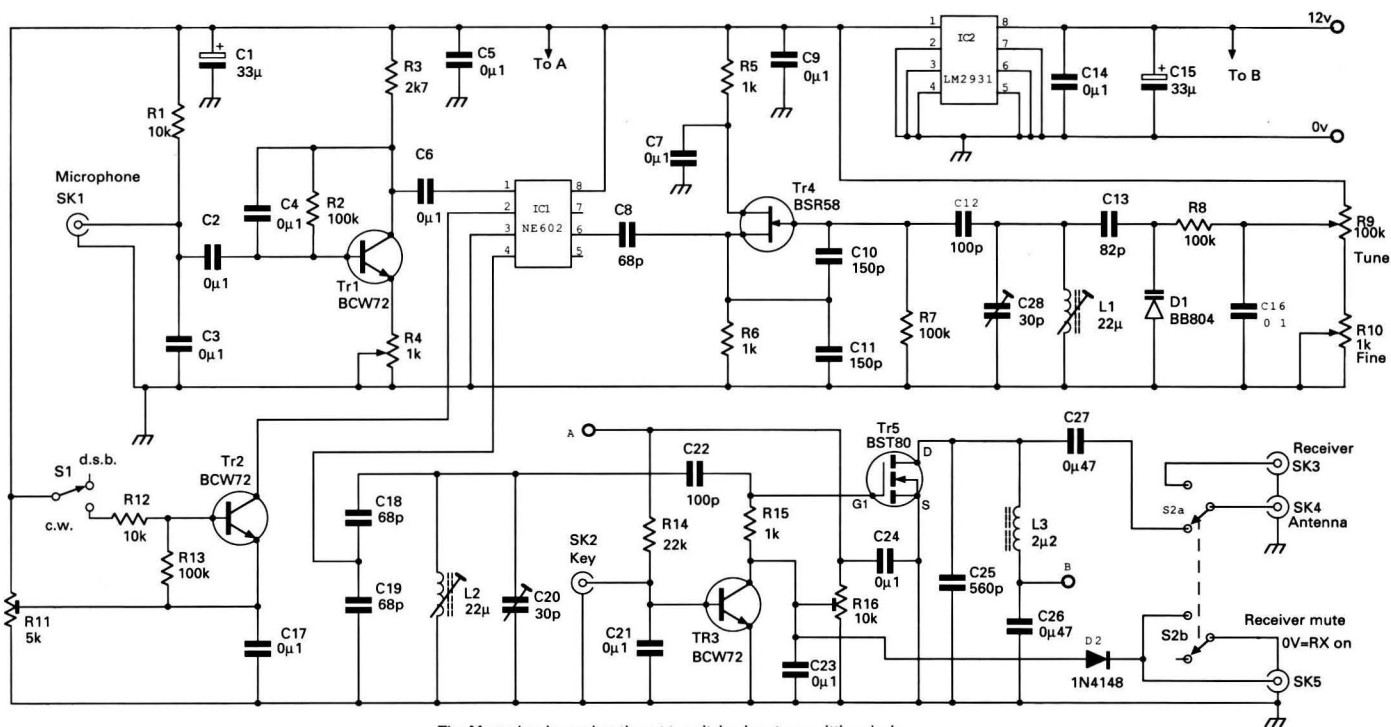 12v
1
8
2
IC2
7
3
6
LM2931
4
5
C14
0µ1
C15
33µ
To B
0v
C1
33µ
R3
2k7
C5
0µ1
To A
R5
1k
C9
0µ1
R1
10k
C7
0µ1
Microphone
SK1
C2
0µ1
C4
0µ1
R2
100k
Tr1
BCW72
C6
0µ1
1
8
2
IC1
7
3
NE602
6
4
5
C8
68p
Tr4
BSR58
C12
100p
C13
82p
R8
100k
R9
100k
Tune
C10
150p
C3
0µ1
R4
1k
R6
1k
C11
150p
R7
100k
C28
30p
L1
22µ
D1
BB804
C16
0 1
R10
1k
Fine
S1
d.s.b.
c.w.
R12
10k
Tr2
BCW72
R13
100k
R11
5k
C17
0µ1
C18
68p
C19
68p
L2
22µ
C20
30p
A
C22
100p
R14
22k
SK2
Key
C21
0µ1
R15
1k
TR3
BCW72
C23
0µ1
Tr5
BST80
D
G1
S
C24
0µ1
R16
10k
C25
560p
L3
2µ2
B
C26
0µ47
C27
0µ47
D2
1N4148
Receiver
SK3
S2a
SK4
Antenna
S2b
Receiver mute
0V=RX on
SK5